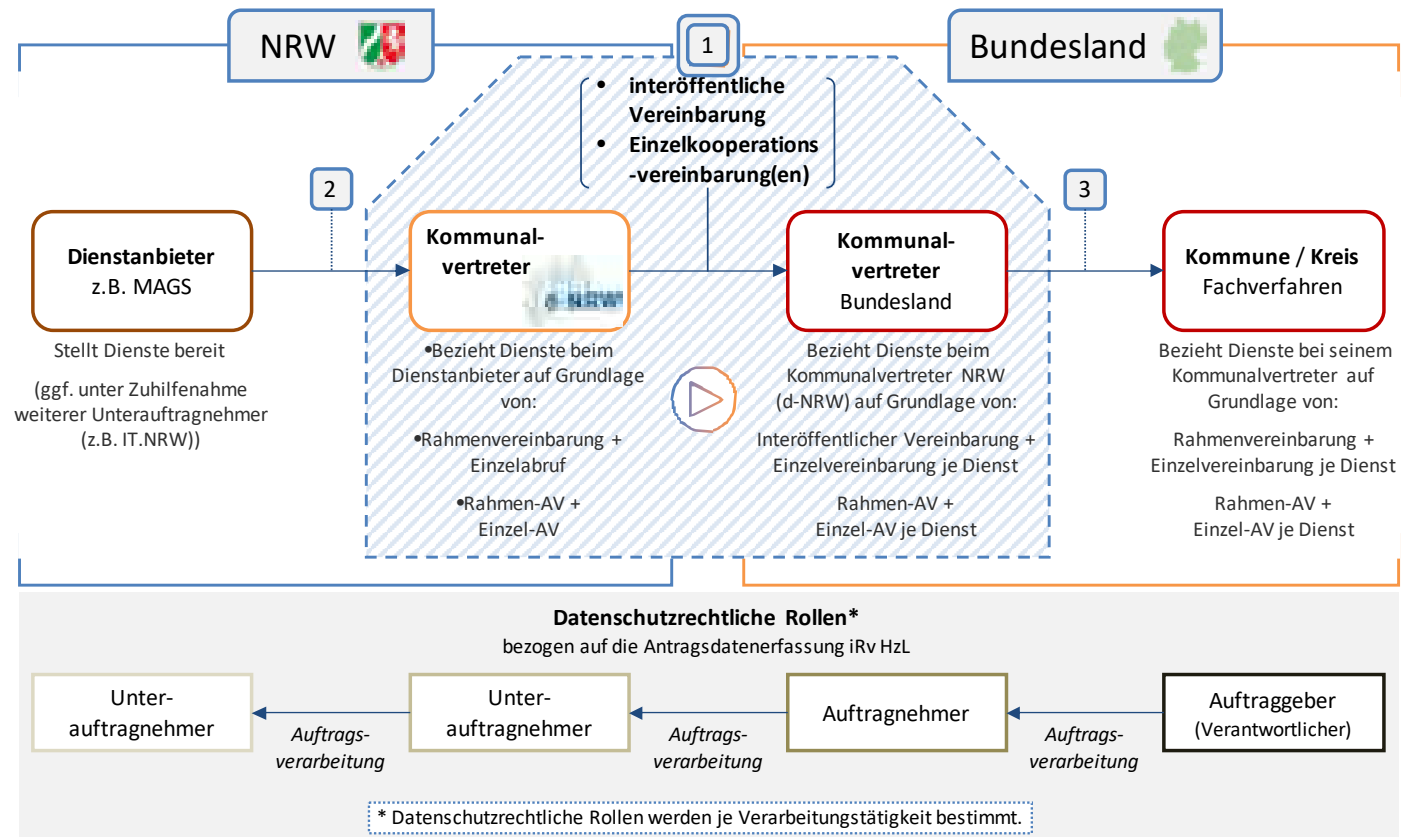 NRW
1
Bundesland
• interöffentliche
Vereinbarung
• Einzelkooperations
-vereinbarung(en)
2
3
Dienstanbieter
z.B. MAGS
Kommunal-
vertreter
d-NRW
Kommunal-
vertreter
Bundesland
Kommune / Kreis
Fachverfahren
Stellt Dienste bereit
(ggf. unter Zuhilfenahme
weiterer Unterauftragnehmer
(z.B. IT.NRW))
•Bezieht Dienste beim
Dienstanbieter auf Grundlage
von:
•Rahmenvereinbarung +
Einzelabruf
•Rahmen-AV +
Einzel-AV
Bezieht Dienste beim
Kommunalvertreter NRW
(d-NRW) auf Grundlage von:
Interöffentlicher Vereinbarung +
Einzelvereinbarung je Dienst
Rahmen-AV +
Einzel-AV je Dienst
Bezieht Dienste bei seinem
Kommunalvertreter auf
Grundlage von:
Rahmenvereinbarung +
Einzelvereinbarung je Dienst
Rahmen-AV +
Einzel-AV je Dienst
Datenschutzrechtliche Rollen*
bezogen auf die Antragsdatenerfassung iRv HzL
Unter-
auftragnehmer
Auftrags-
verarbeitung
Unter-
auftragnehmer
Auftrags-
verarbeitung
Auftragnehmer
Auftrags-
verarbeitung
Auftraggeber
(Verantwortlicher)
* Datenschutzrechtliche Rollen werden je Verarbeitungstätigkeit bestimmt.